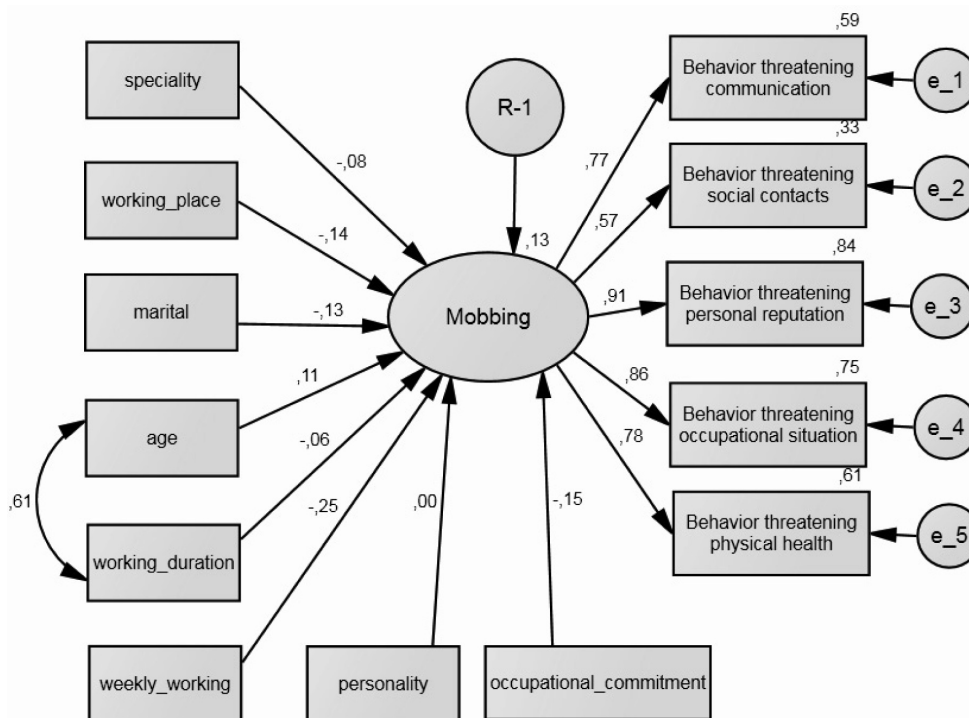 speciality
working_place
marital
age
working_duration
weekly_working
personality
occupational_commitment
,61
-,08
-,14
-,13
,11
-,06
-,25
,00
-,15
R-1
,13
Mobbing
,77
,57
,91
,86
,78
,59
Behavior threatening
communication
e_1
,33
Behavior threatening
social contacts
e_2
,84
Behavior threatening
personal reputation
e_3
,75
Behavior threatening
occupational situation
e_4
,61
Behavior threatening
physical health
e_5